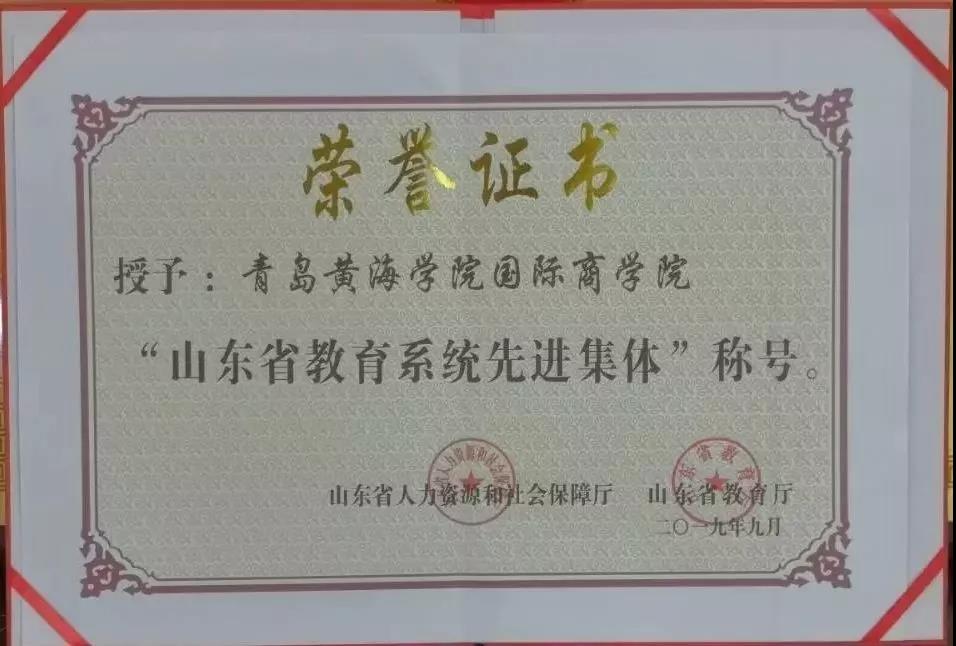 荣誉证书
授予：青岛黄海学院国际商学院
“山东省教育系统先进集体”称号。
山东省人力资源和社会保障厅 山东省教育厅
二〇一九年九月